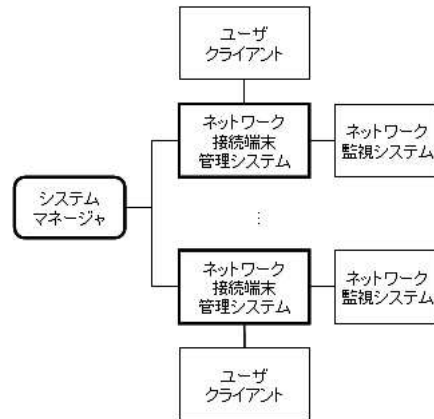 ユーザ
クライアント
ネットワーク
接続端末
管理システム
ネットワーク
監視システム
システム
マネージャ
⋮
ネットワーク
接続端末
管理システム
ネットワーク
監視システム
ユーザ
クライアント